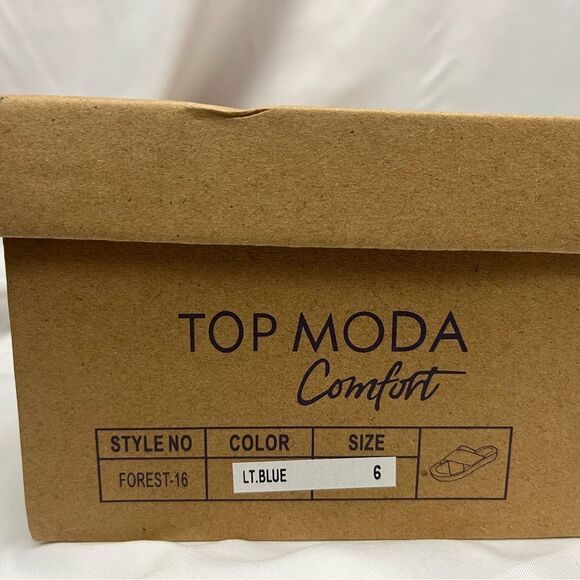 TOP MODA
Comfort
STYLE NO COLOR SIZE
FOREST-16 LT.BLUE 6